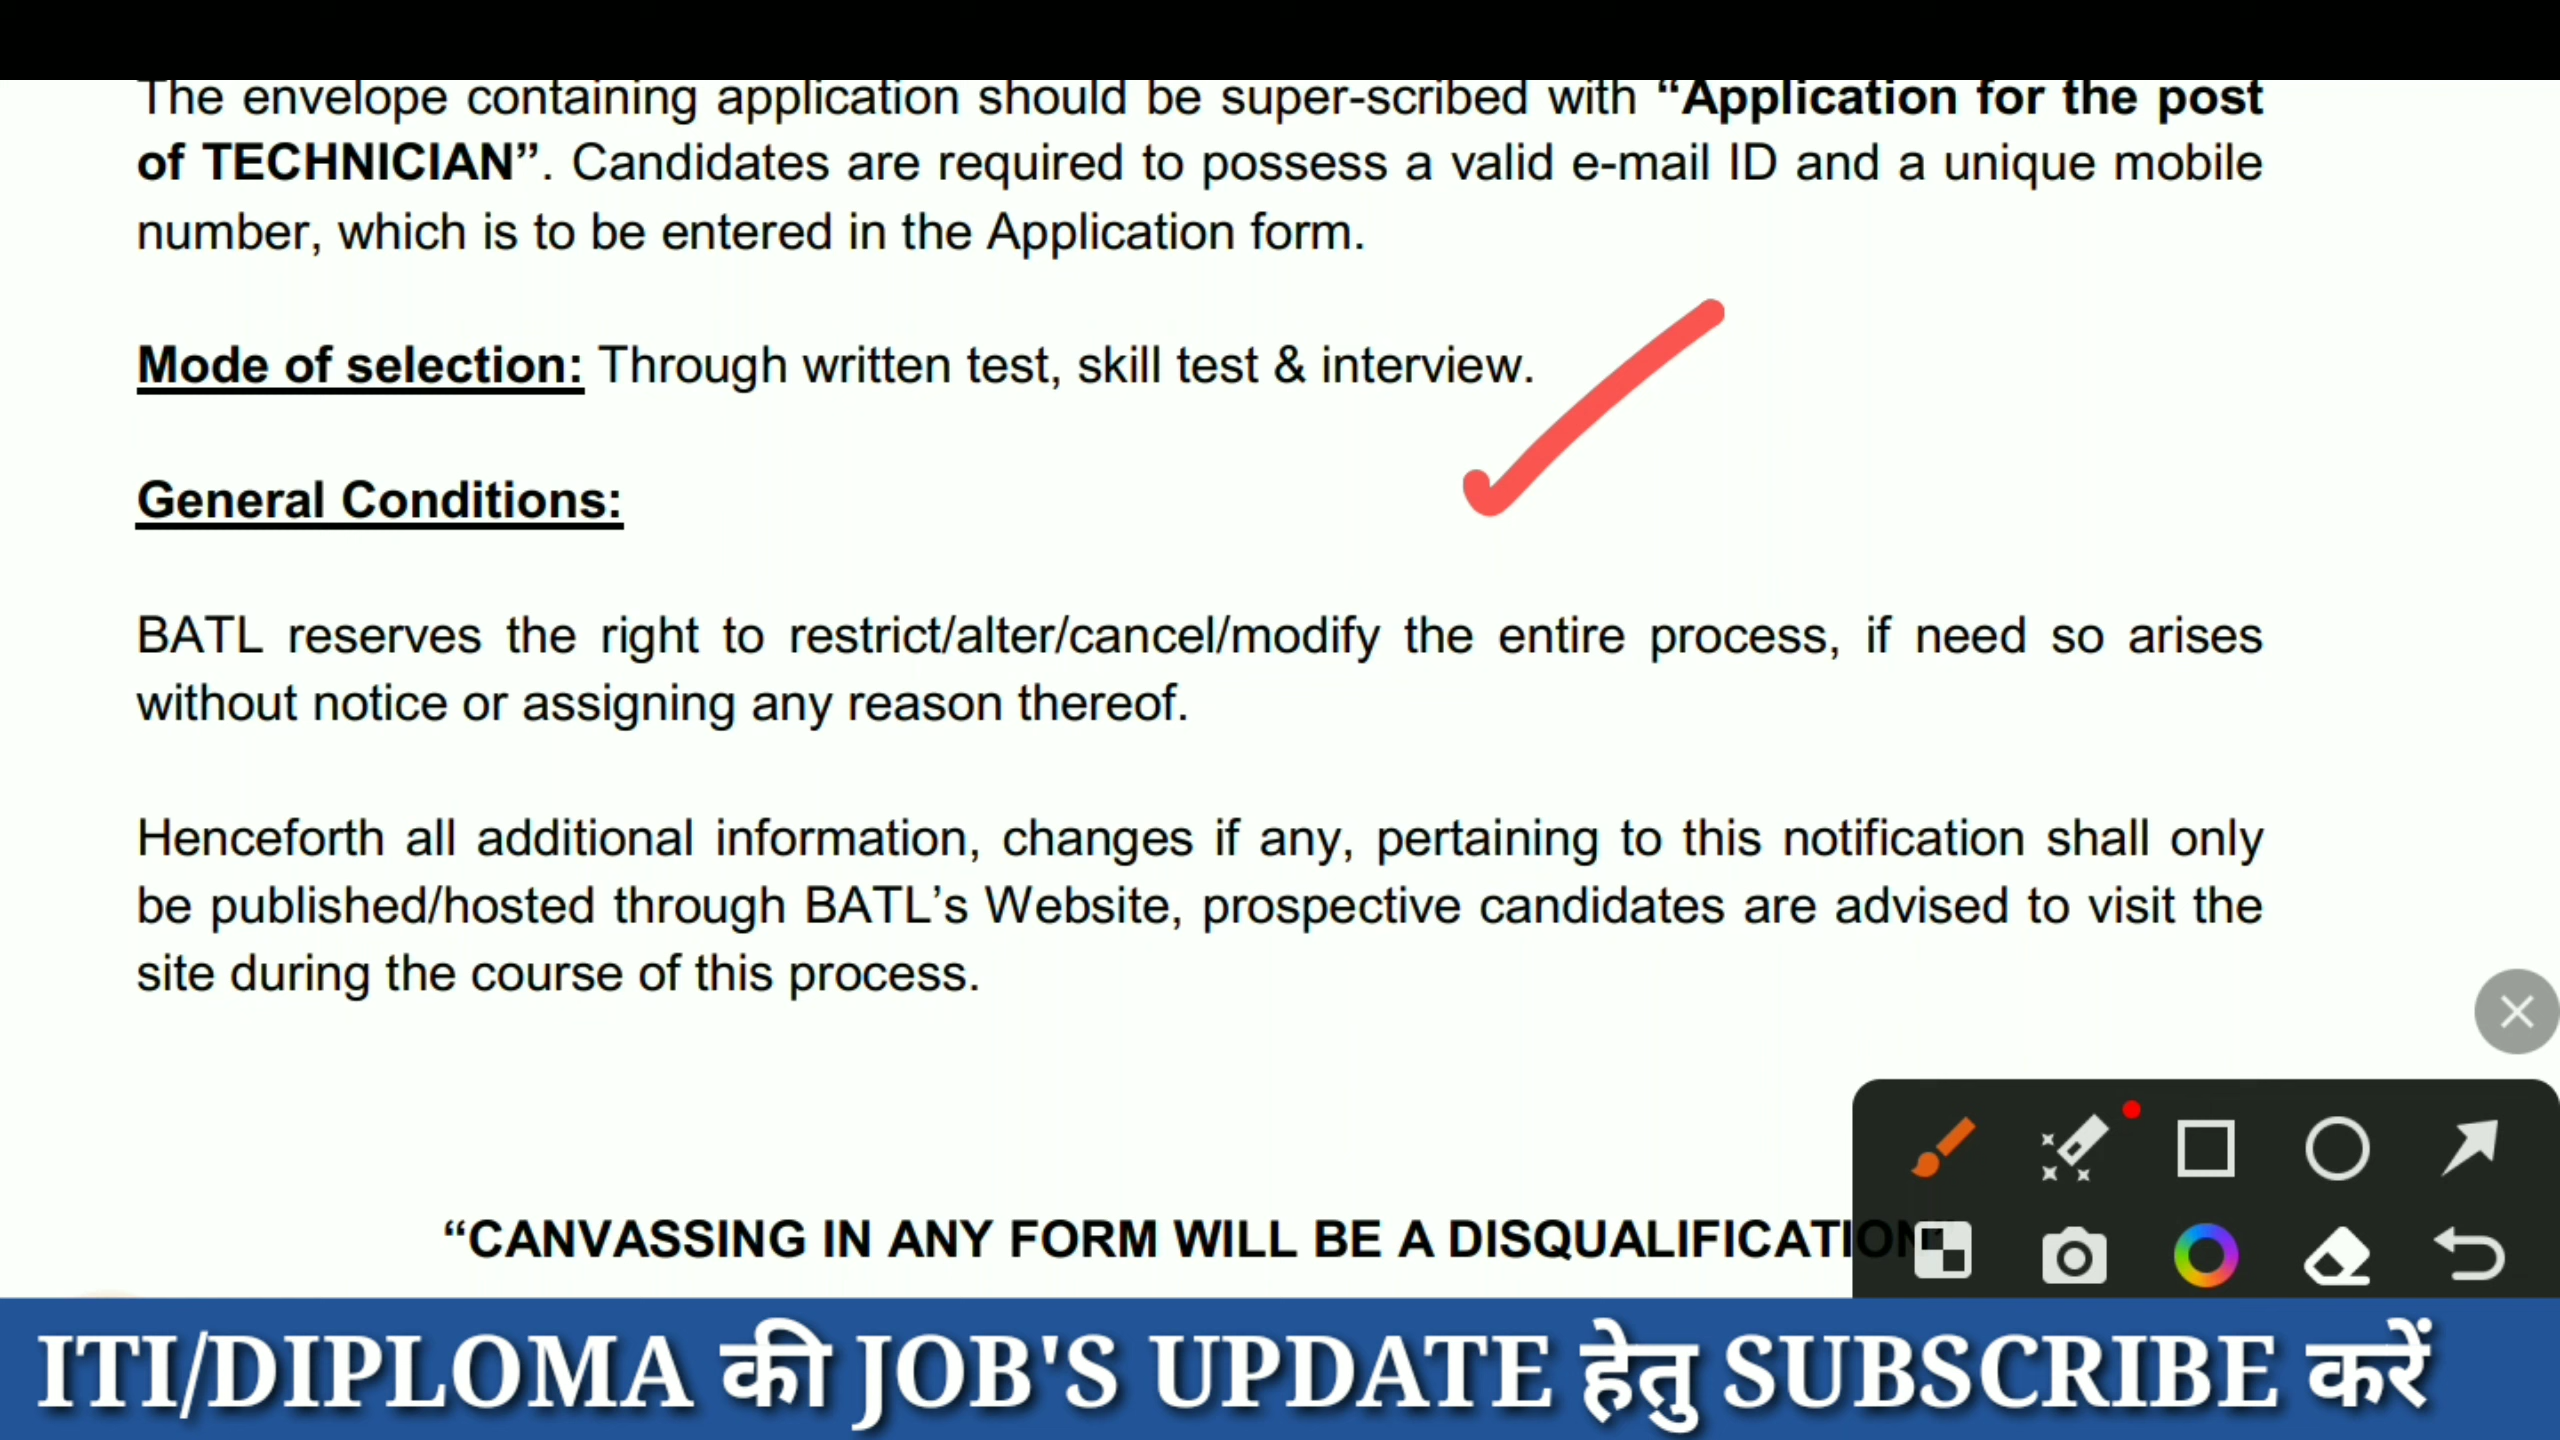 The envelope containing application should be super-scribed with “Application for the post
of TECHNICIAN”. Candidates are required to possess a valid e-mail ID and a unique mobile
number, which is to be entered in the Application form.
Mode of selection: Through written test, skill test & interview.
General Conditions:
BATL reserves the right to restrict/alter/cancel/modify the entire process, if need so arises
without notice or assigning any reason thereof.
Henceforth all additional information, changes if any, pertaining to this notification shall only
be published/hosted through BATL’s Website, prospective candidates are advised to visit the
site during the course of this process.
“CANVASSING IN ANY FORM WILL BE A DISQUALIFICATION”
ITI/DIPLOMA की JOB'S UPDATE हेतु SUBSCRIBE करें